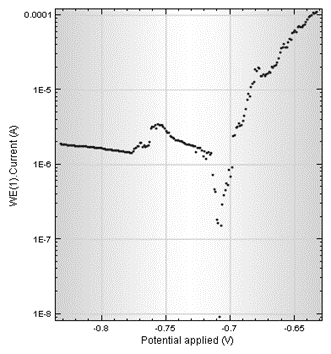 0.0001
1E-5
1E-6
1E-7
1E-8
WE(1).Current (A)
-0.8
-0.75
-0.7
-0.65
Potential applied (V)